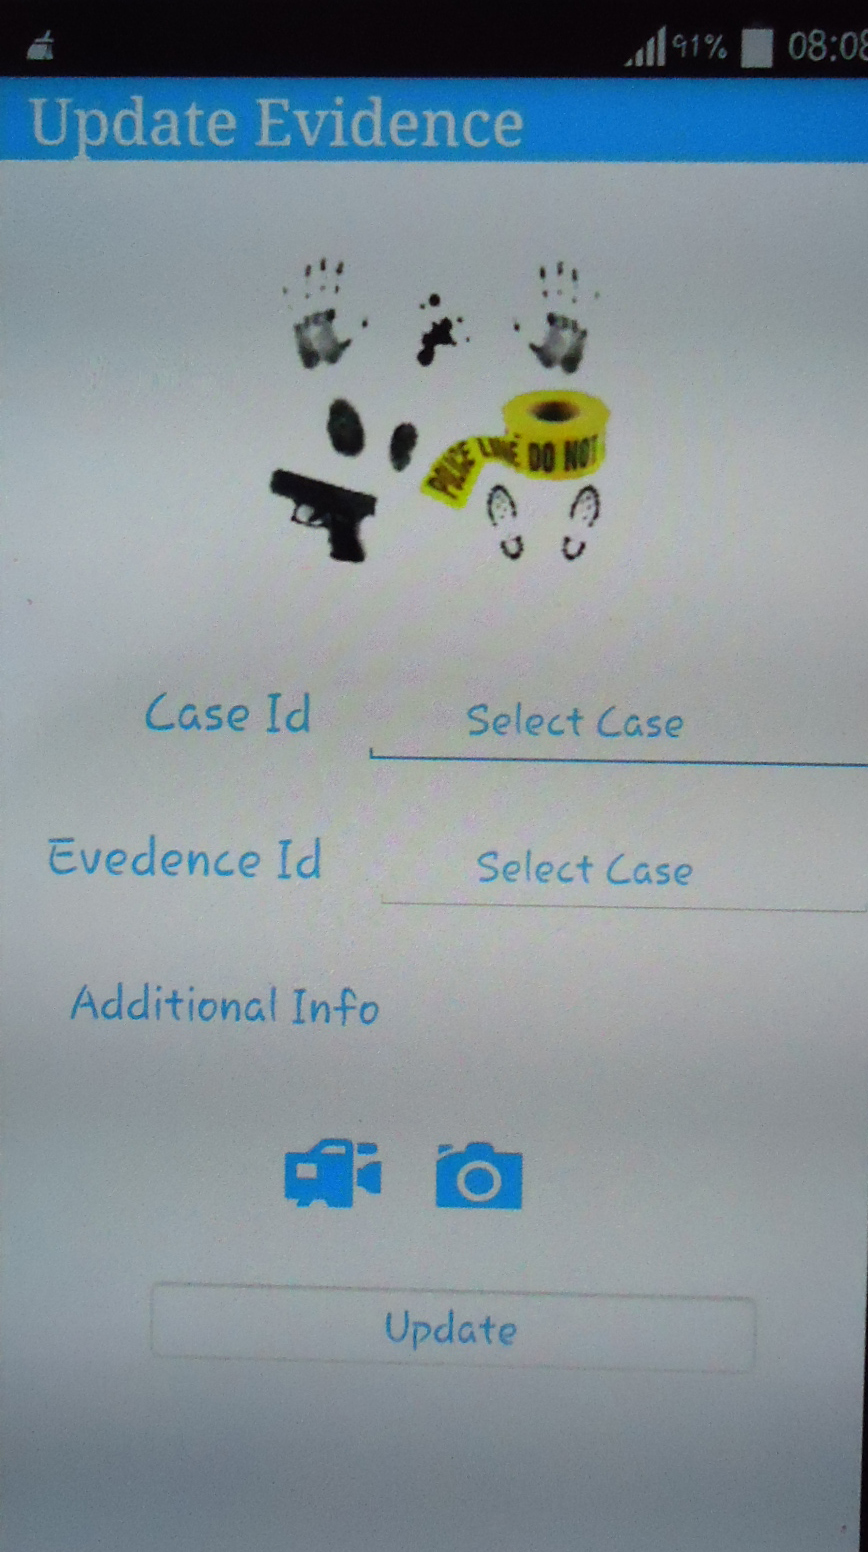 91% 08:08
Update Evidence
POLICE LINE DO NOT
Case Id Select Case
Evedence Id Select Case
Additional Info
Update